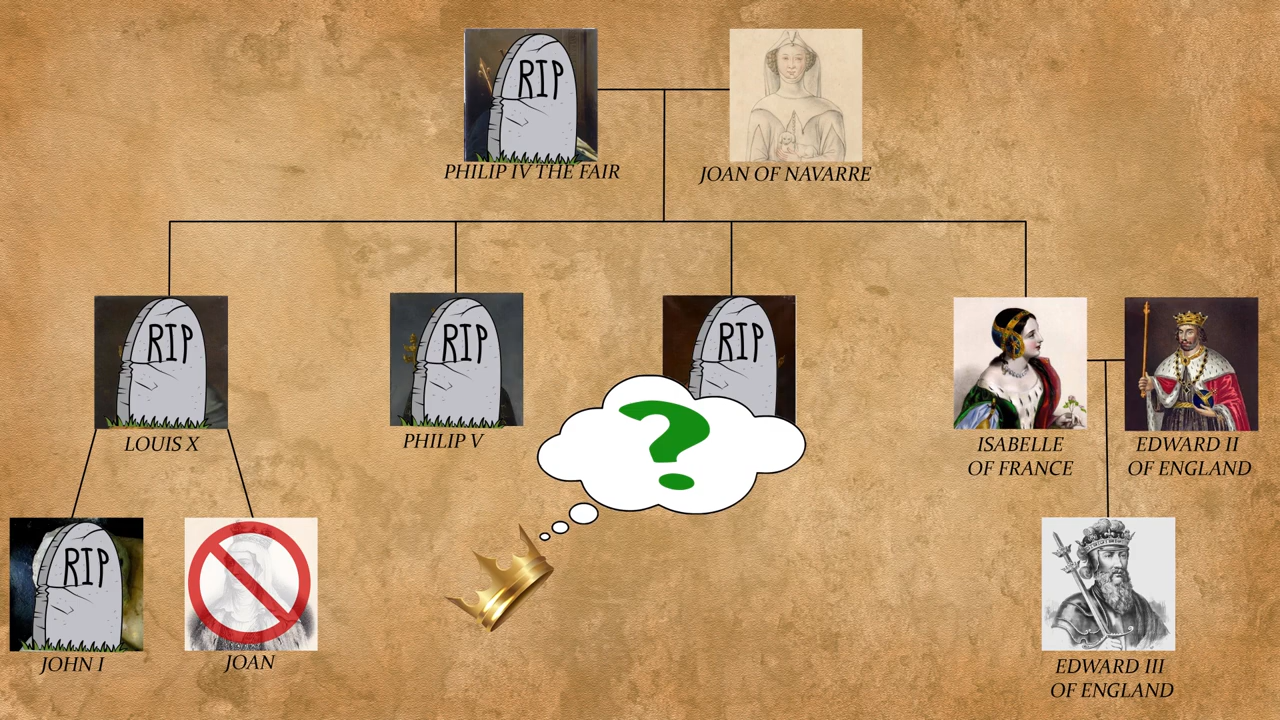 RIP
PHILIP IV THE FAIR
JOAN OF NAVARRE
RIP
RIP
RIP
LOUIS X
PHILIP V
?
ISABELLE
OF FRANCE
EDWARD II
OF ENGLAND
RIP
JOHN I
JOAN
EDWARD III
OF ENGLAND